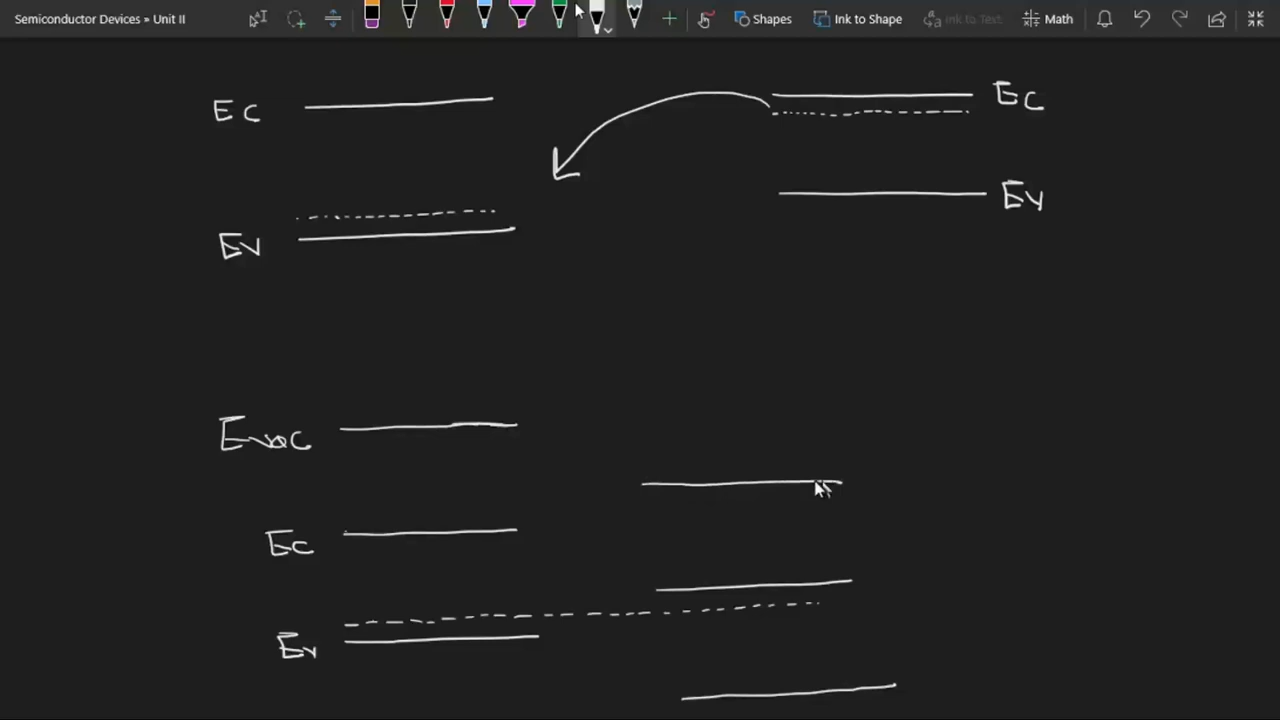 Semiconductor Devices » Unit II
Shapes
Ink to Shape
Ink to Text
Math
Ec
Ec
Ev
Ev
Evac
Ec
Ev